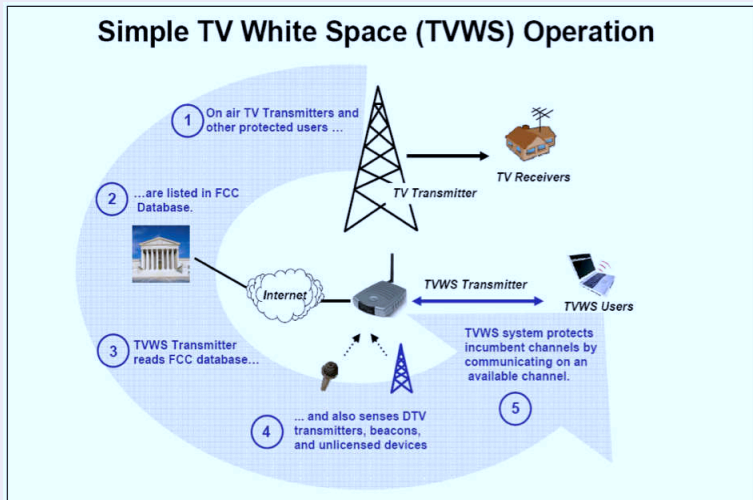 Simple TV White Space (TVWS) Operation
1
On air TV Transmitters and
other protected users ...
TV Transmitter
TV Receivers
2
...are listed in FCC
Database.
Internet
TVWS Transmitter
TVWS Users
3
TVWS Transmitter
reads FCC database...
4
... and also senses DTV
transmitters, beacons,
and unlicensed devices
TVWS system protects
incumbent channels by
communicating on an
available channel.
5